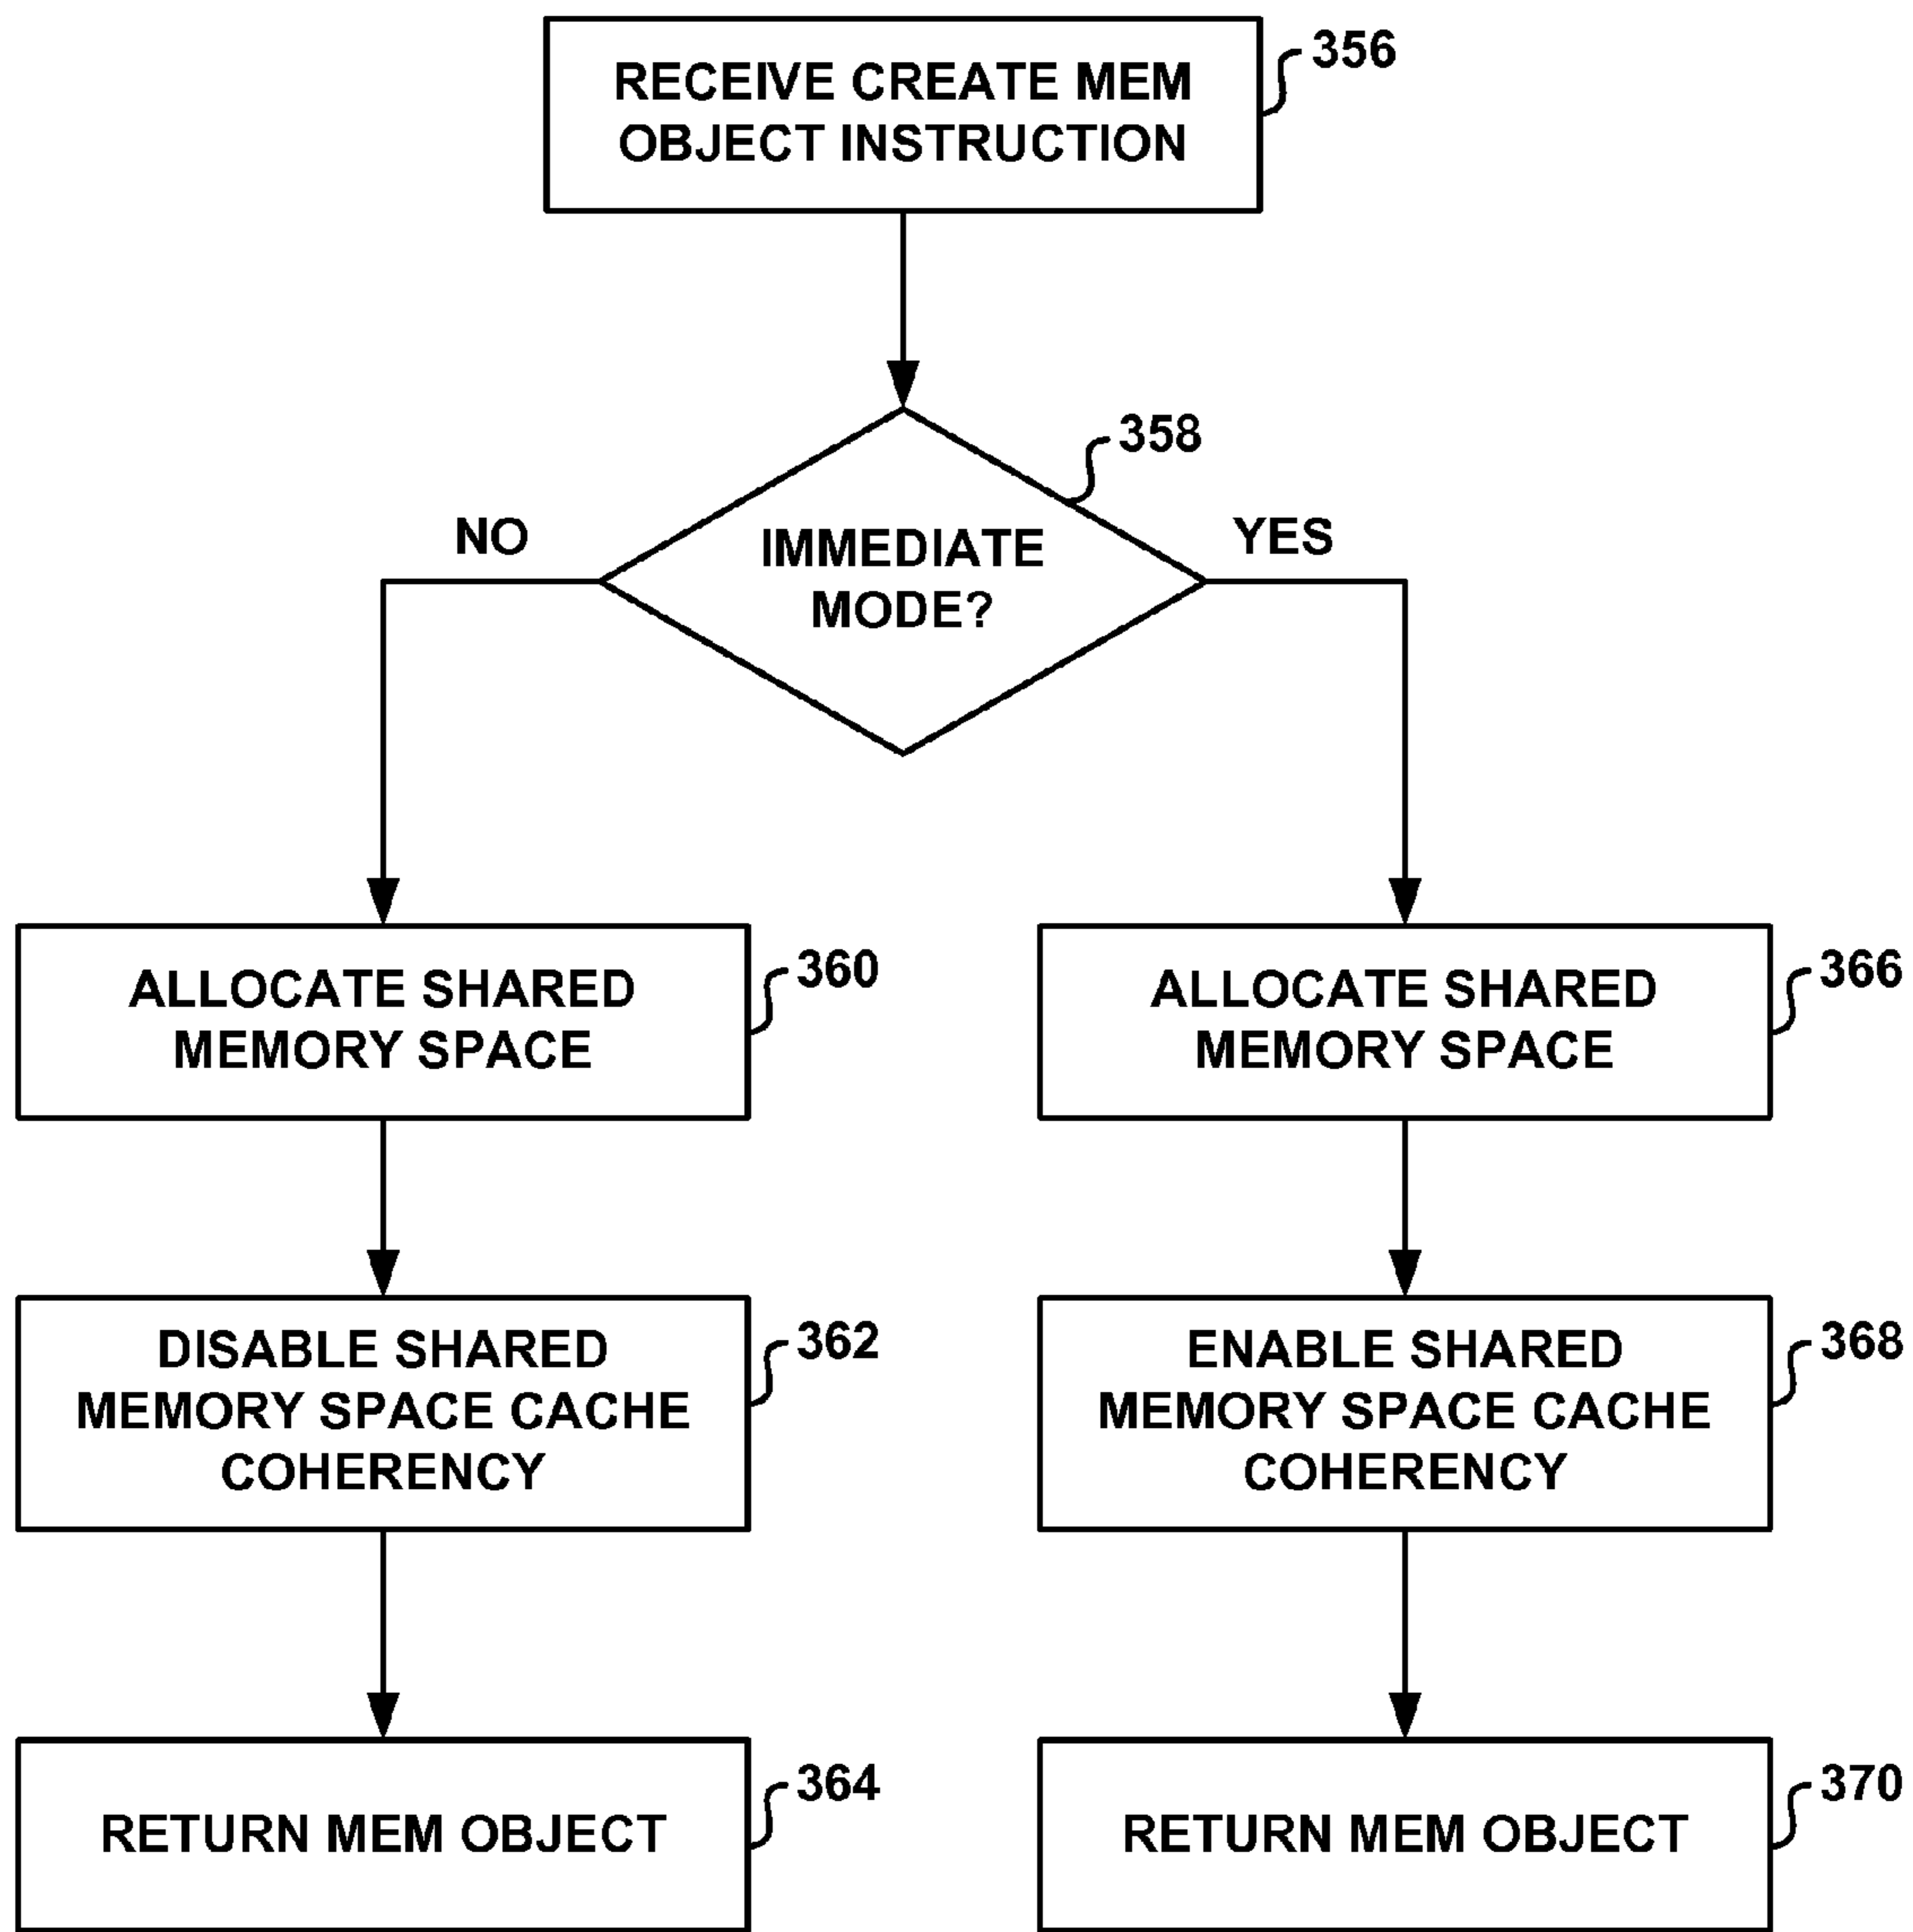 RECEIVE CREATE MEM
OBJECT INSTRUCTION
356
358
NO
IMMEDIATE
MODE?
YES
ALLOCATE SHARED
MEMORY SPACE
360
DISABLE SHARED
MEMORY SPACE CACHE
COHERENCY
362
RETURN MEM OBJECT
364
ALLOCATE SHARED
MEMORY SPACE
366
ENABLE SHARED
MEMORY SPACE CACHE
COHERENCY
368
RETURN MEM OBJECT
370